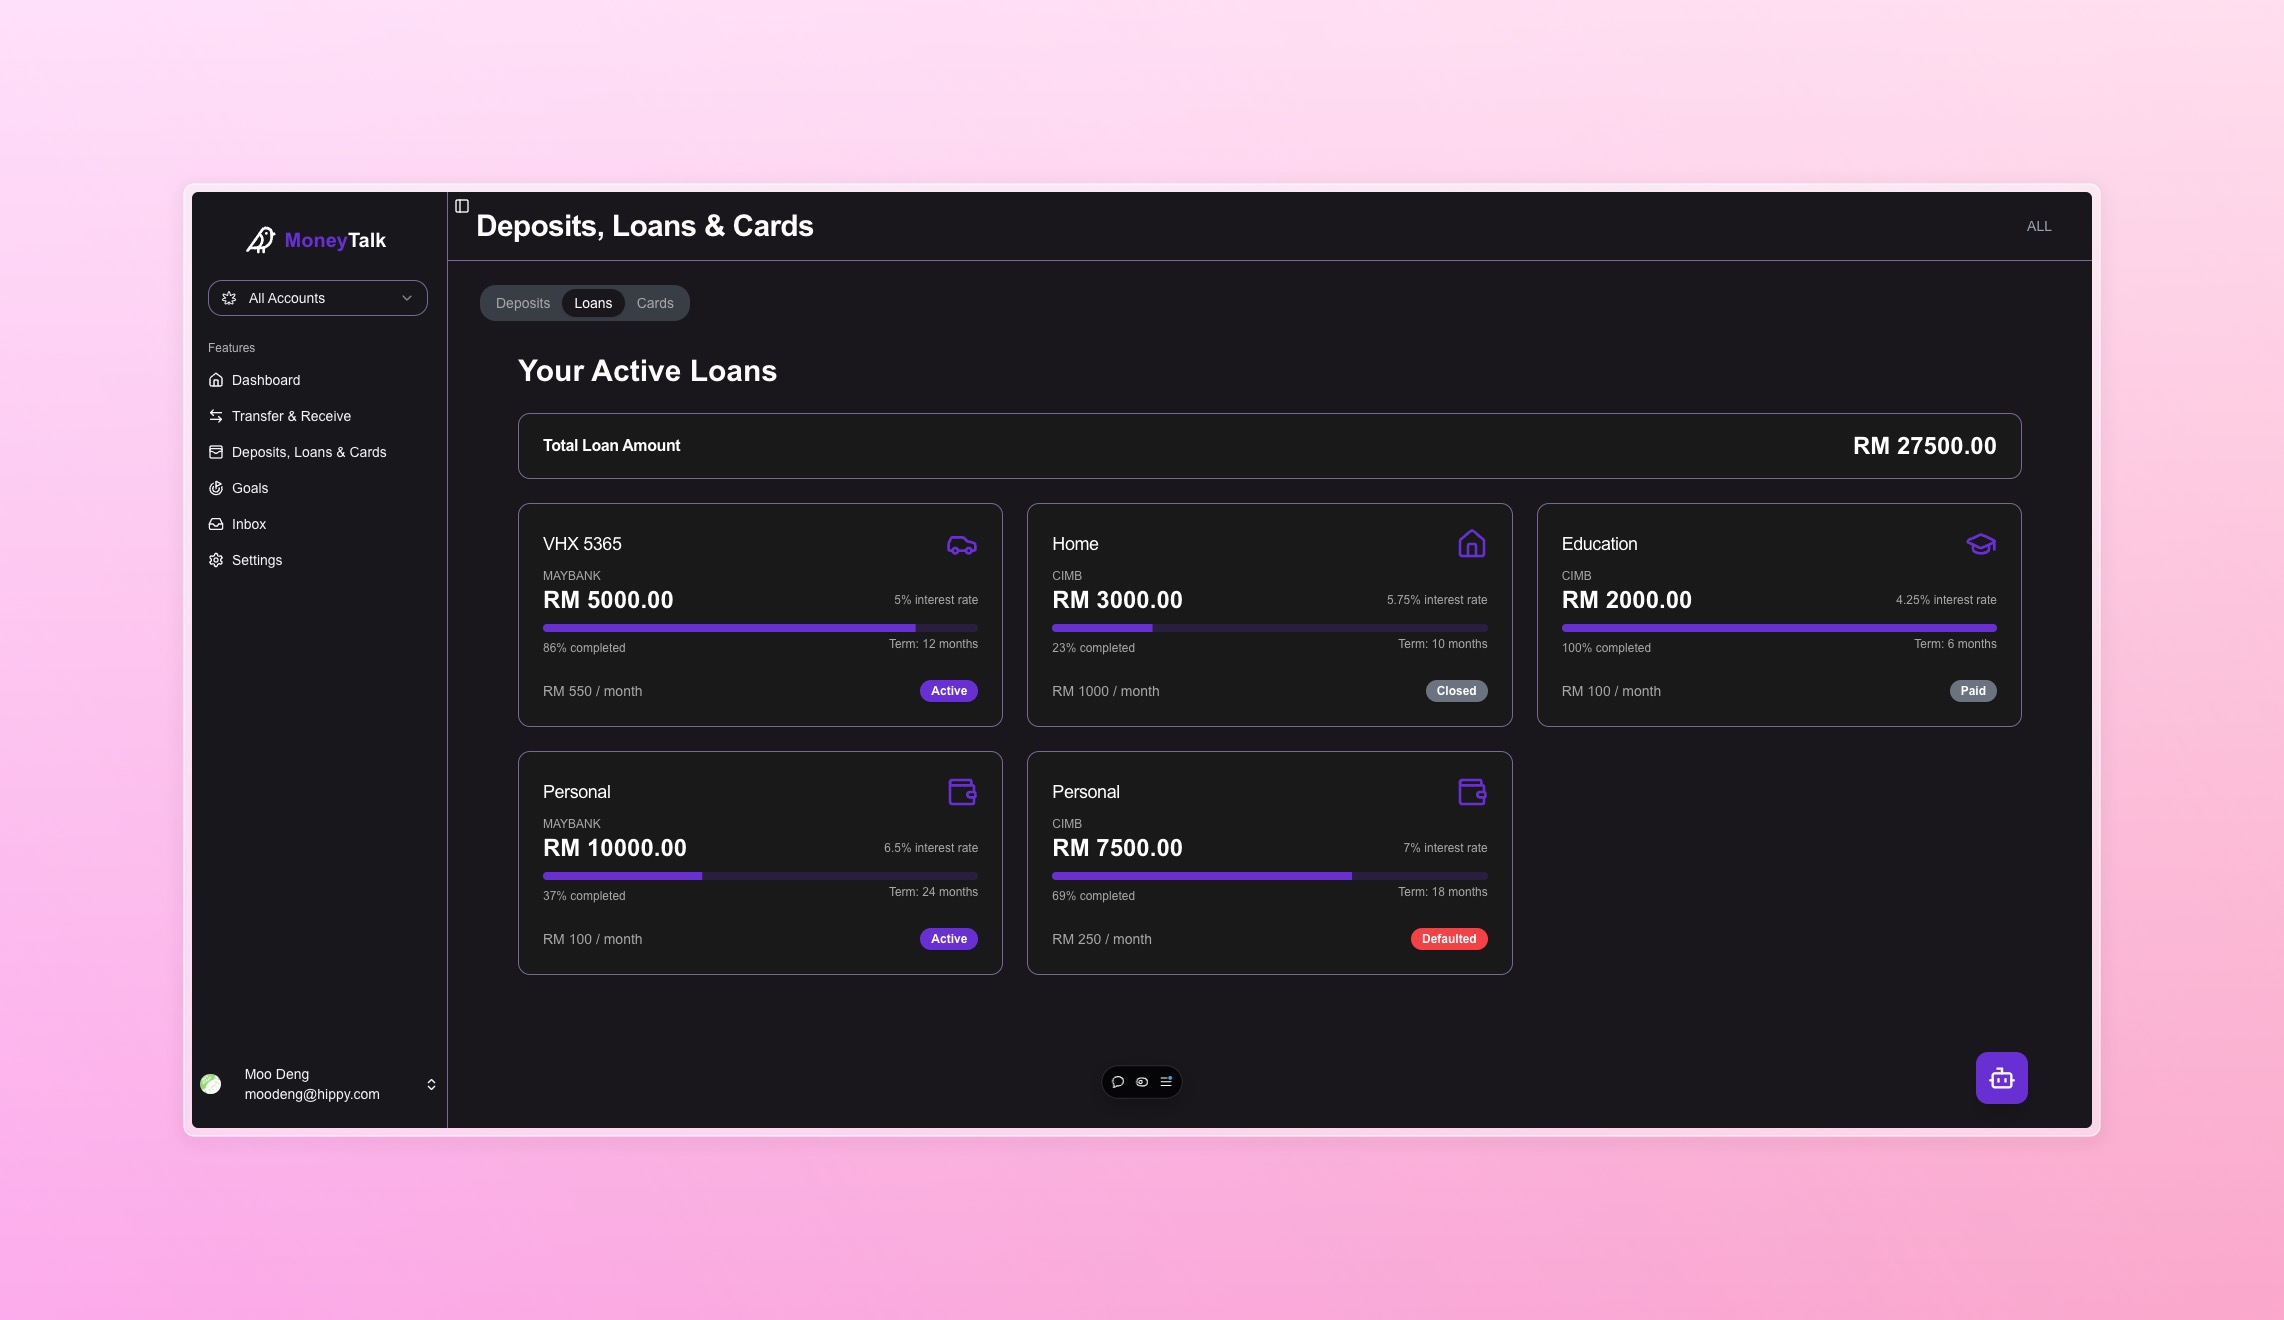 MoneyTalk
All Accounts
Features
Dashboard
Transfer & Receive
Deposits, Loans & Cards
Goals
Inbox
Settings
Moo Deng
moodeng@hippy.com
Deposits, Loans & Cards
ALL
Deposits Loans Cards
Your Active Loans
Total Loan Amount RM 27500.00
VHX 5365
MAYBANK
RM 5000.00 5% interest rate
86% completed Term: 12 months
RM 550 / month Active
Home
CIMB
RM 3000.00 5.75% interest rate
23% completed Term: 10 months
RM 1000 / month Closed
Education
CIMB
RM 2000.00 4.25% interest rate
100% completed Term: 6 months
RM 100 / month Paid
Personal
MAYBANK
RM 10000.00 6.5% interest rate
37% completed Term: 24 months
RM 100 / month Active
Personal
CIMB
RM 7500.00 7% interest rate
69% completed Term: 18 months
RM 250 / month Defaulted